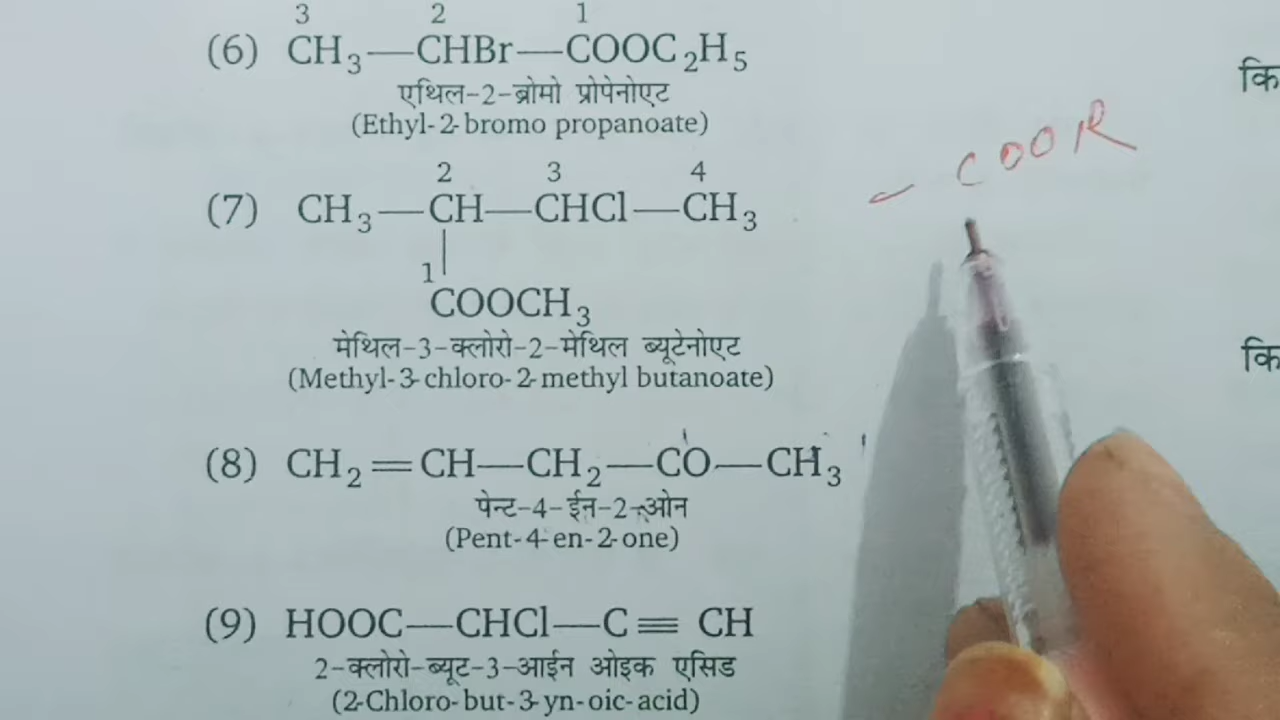 3 2 1
(6) CH₃—CHBr—COOC₂H₅
एथिल-2-ब्रोमो प्रोपेनोएट
(Ethyl-2-bromo propanoate)
2 3 4
(7) CH₃—CH—CHCl—CH₃
1
COOCH₃
मेथिल-3-क्लोरो-2-मेथिल ब्यूटेनोएट
(Methyl-3-chloro-2-methyl butanoate)
(8) CH₂=CH—CH₂—CO—CH₃
पेन्ट-4-ईन-2-ओन
(Pent-4-en-2-one)
(9) HOOC—CHCl—C≡CH
2-क्लोरो-ब्यूट-3-आईन ओइक एसिड
(2-Chloro-but-3-yn-oic-acid)
– COOR
कि
कि